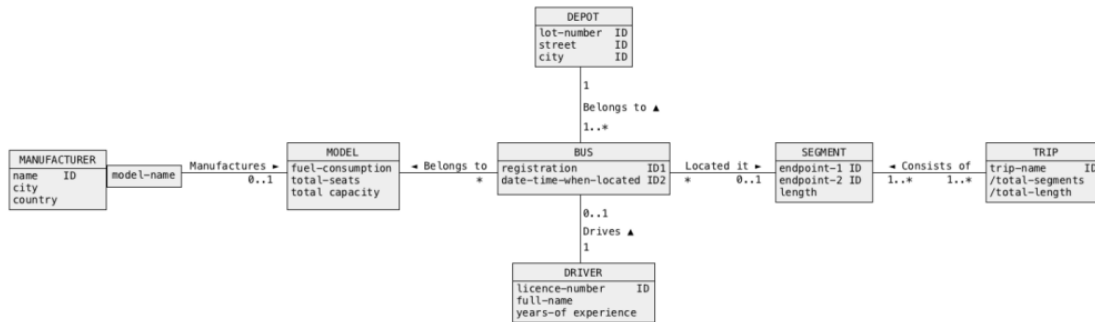 DEPOT
lot-number ID
street ID
city ID
1
Belongs to ▲
1..*
MANUFACTURER
name ID
city
country
model-name
Manufactures ►
0..1
MODEL
fuel-consumption
total-seats
total capacity
◄ Belongs to
*
BUS
registration ID1
date-time-when-located ID2
Located it ►
* 0..1
SEGMENT
endpoint-1 ID
endpoint-2 ID
length
◄ Consists of
1..* 1..*
TRIP
trip-name ID
/total-segments
/total-length
0..1
Drives ▲
1
DRIVER
licence-number ID
full-name
years-of experience